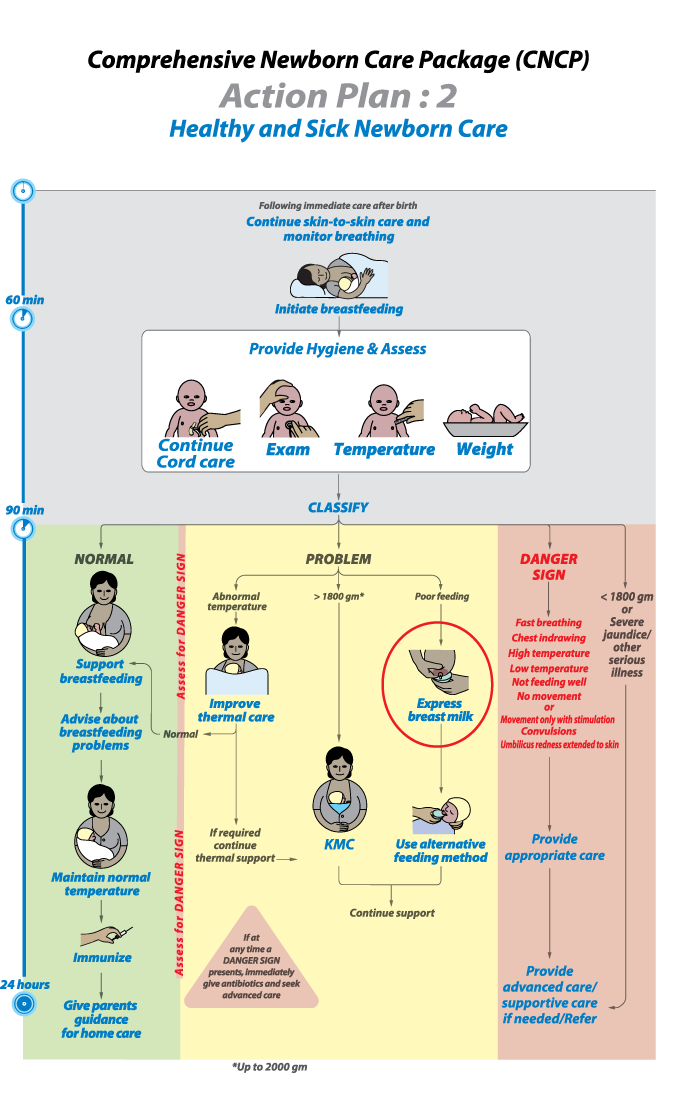 Comprehensive Newborn Care Package (CNCP)
Action Plan : 2
Healthy and Sick Newborn Care
Following immediate care after birth
Continue skin-to-skin care and
monitor breathing
Initiate breastfeeding
60 min
Provide Hygiene & Assess
Continue
Cord care
Exam
Temperature
Weight
90 min
CLASSIFY
NORMAL
Support
breastfeeding
Advise about
breastfeeding
problems
Maintain normal
temperature
Immunize
Give parents
guidance
for home care
Assess for DANGER SIGN
Assess for DANGER SIGN
PROBLEM
Abnormal
temperature
Improve
thermal care
Normal
If required
continue
thermal support
> 1800 gm*
KMC
Poor feeding
Express
breast milk
Use alternative
feeding method
Continue support
If at
any time a
DANGER SIGN
presents, immediately
give antibiotics and seek
advanced care
DANGER
SIGN
Fast breathing
Chest indrawing
High temperature
Low temperature
Not feeding well
No movement
or
Movement only with stimulation
Convulsions
Umbilicus redness extended to skin
Provide
appropriate care
Provide
advanced care/
supportive care
if needed/Refer
< 1800 gm
or
Severe
jaundice/
other
serious
illness
24 hours
*Up to 2000 gm